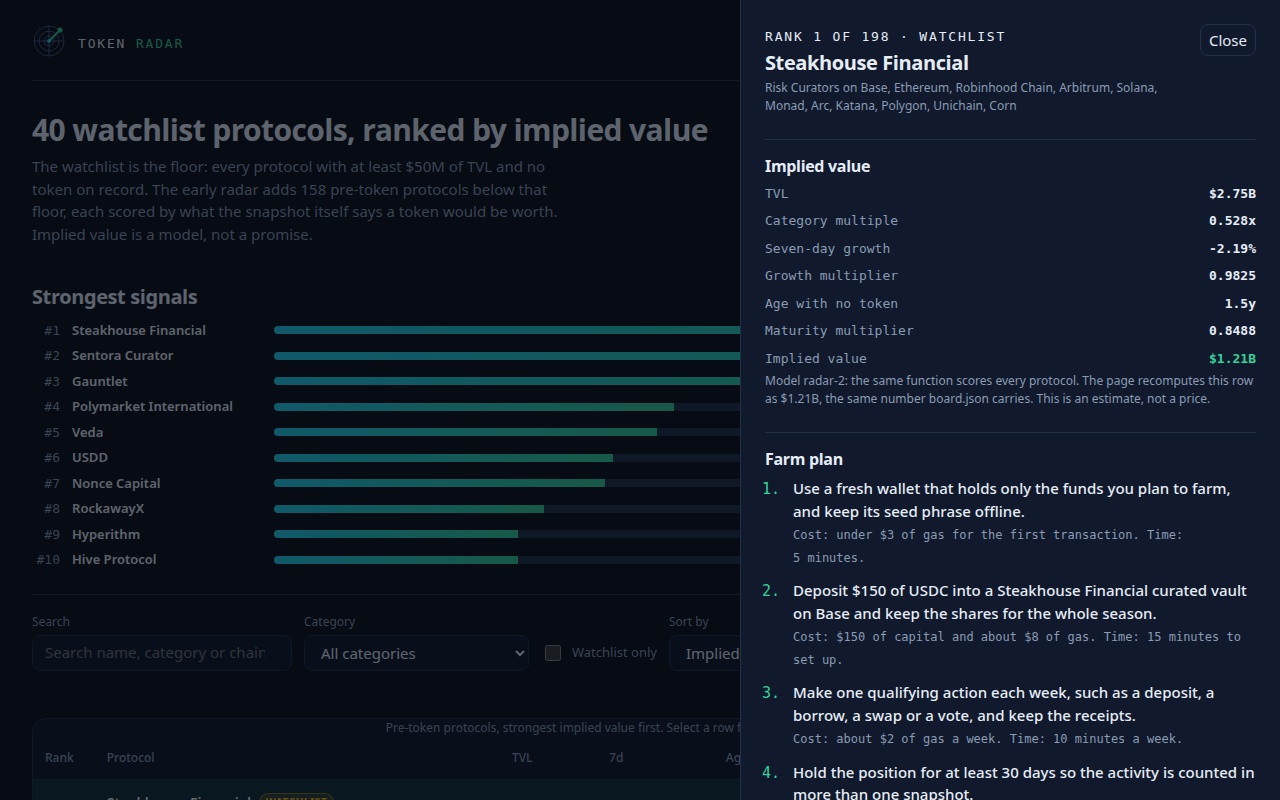 TOKEN RADAR
40 watchlist protocols, ranked by implied value
The watchlist is the floor: every protocol with at least $50M of TVL and no
token on record. The early radar adds 158 pre-token protocols below that
floor, each scored by what the snapshot itself says a token would be worth.
Implied value is a model, not a promise.
Strongest signals
#1 Steakhouse Financial
#2 Sentora Curator
#3 Gauntlet
#4 Polymarket International
#5 Veda
#6 USDD
#7 Nonce Capital
#8 RockawayX
#9 Hyperithm
#10 Hive Protocol
Search
Category
Sort by
Search name, category or chain
All categories
Watchlist only
Implied
Pre-token protocols, strongest implied value first. Select a row f
Rank Protocol TVL 7d Ag
Steakhouse Financial WATCHLIST
RANK 1 OF 198 · WATCHLIST
Close
Steakhouse Financial
Risk Curators on Base, Ethereum, Robinhood Chain, Arbitrum, Solana,
Monad, Arc, Katana, Polygon, Unichain, Corn
Implied value
TVL $2.75B
Category multiple 0.528x
Seven-day growth -2.19%
Growth multiplier 0.9825
Age with no token 1.5y
Maturity multiplier 0.8488
Implied value $1.21B
Model radar-2: the same function scores every protocol. The page recomputes this row
as $1.21B, the same number board.json carries. This is an estimate, not a price.
Farm plan
1. Use a fresh wallet that holds only the funds you plan to farm,
and keep its seed phrase offline.
Cost: under $3 of gas for the first transaction. Time:
5 minutes.
2. Deposit $150 of USDC into a Steakhouse Financial curated vault
on Base and keep the shares for the whole season.
Cost: $150 of capital and about $8 of gas. Time: 15 minutes to
set up.
3. Make one qualifying action each week, such as a deposit, a
borrow, a swap or a vote, and keep the receipts.
Cost: about $2 of gas a week. Time: 10 minutes a week.
4. Hold the position for at least 30 days so the activity is counted in
more than one snapshot.